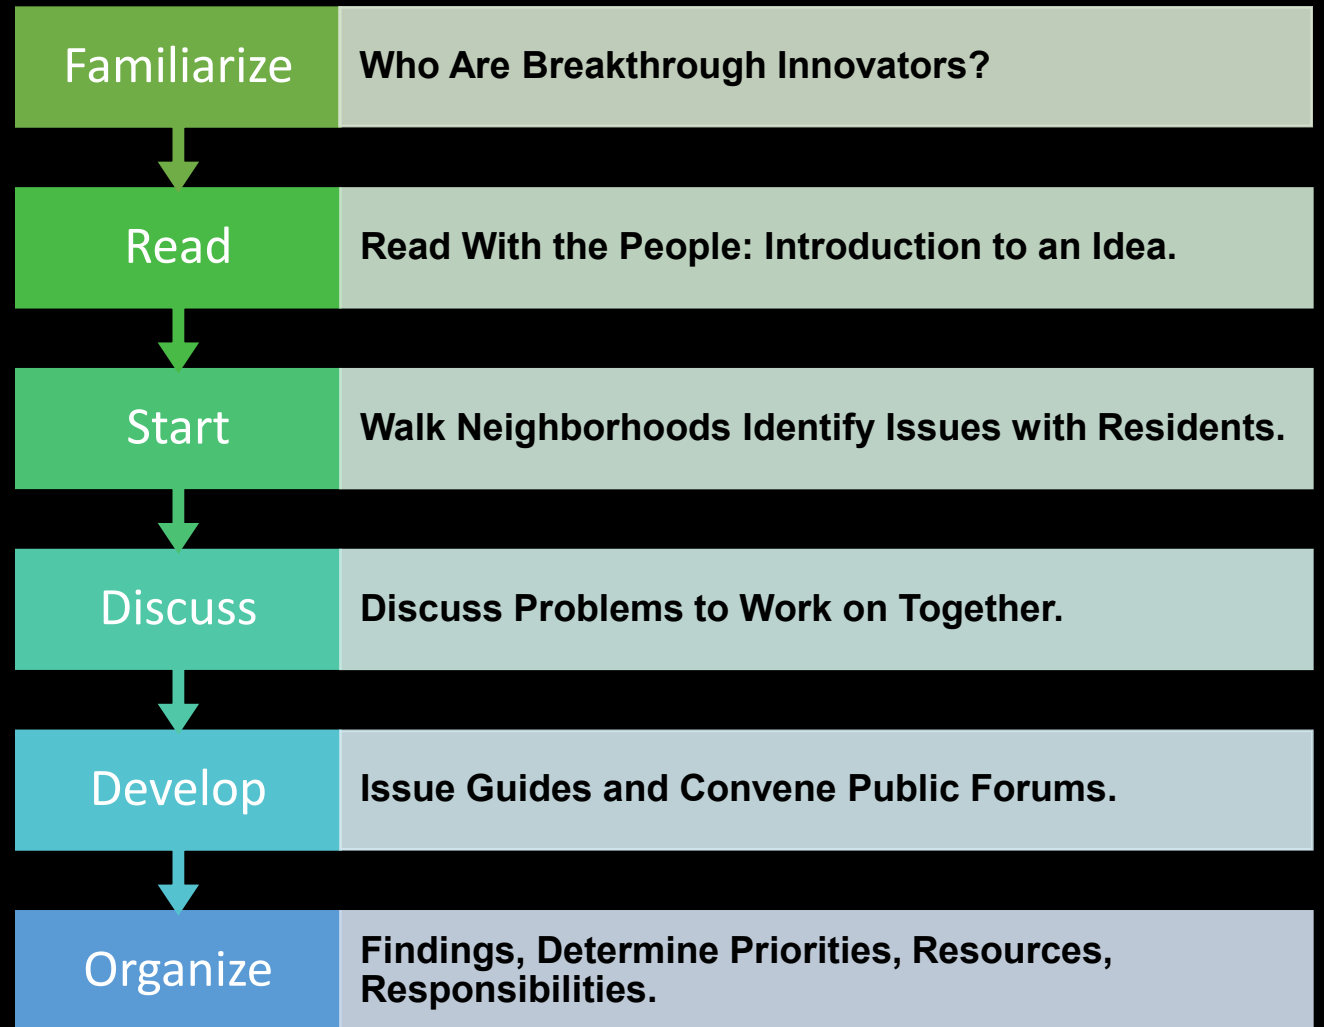 Familiarize
Who Are Breakthrough Innovators?
Read
Read With the People: Introduction to an Idea.
Start
Walk Neighborhoods Identify Issues with Residents.
Discuss
Discuss Problems to Work on Together.
Develop
Issue Guides and Convene Public Forums.
Organize
Findings, Determine Priorities, Resources,
Responsibilities.